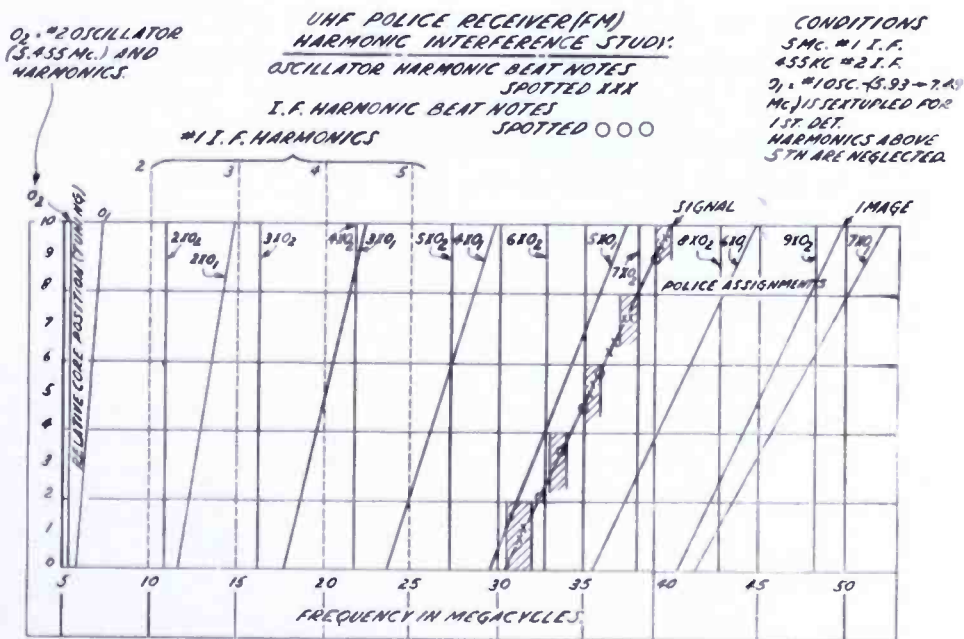 UHF POLICE RECEIVER (FM)
HARMONIC INTERFERENCE STUDY.
OSCILLATOR HARMONIC BEAT NOTES
SPOTTED XXX
I.F. HARMONIC BEAT NOTES
SPOTTED O O O
O2 = #2 OSCILLATOR
(5.455 MC.) AND
HARMONICS.
CONDITIONS
5 MC. #1 I.F.
455 KC #2 I.F.
O1 = #1 OSC. (5.93 → 7.49
MC) IS SEXTUPLED FOR
1 ST. DET.
HARMONICS ABOVE
5 TH ARE NEGLECTED.
#1 I.F. HARMONICS
2 3 4 5
O2 O1
SIGNAL IMAGE
RELATIVE CORE POSITION (TUNING)
10
9
8
7
6
5
4
3
2
1
0
2XO2
2XO1
3XO2
4XO2
3XO1
5XO2
4XO1
6XO2
5XO1
7XO2
8XO2
6XO1
9XO2
7XO1
POLICE ASSIGNMENTS
5 10 15 20 25 30 35 40 45 50
FREQUENCY IN MEGACYCLES